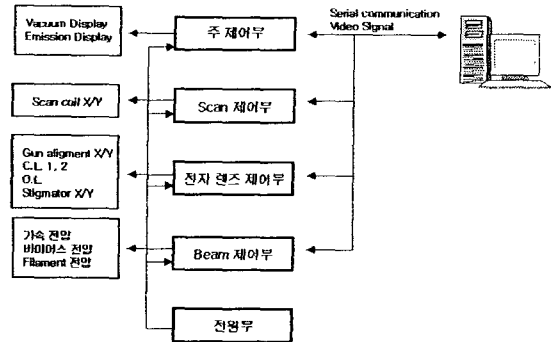 Vacuum Display
Emission Display
주 제어부
Serial communication
Video Signal
Scan coil X/Y
Scan 제어부
Gun aligment X/Y
C.L. 1, 2
O.L.
Stigmator X/Y
전자 렌즈 제어부
가속 전압
바이어스 전압
Filament 전압
Beam 제어부
전원부